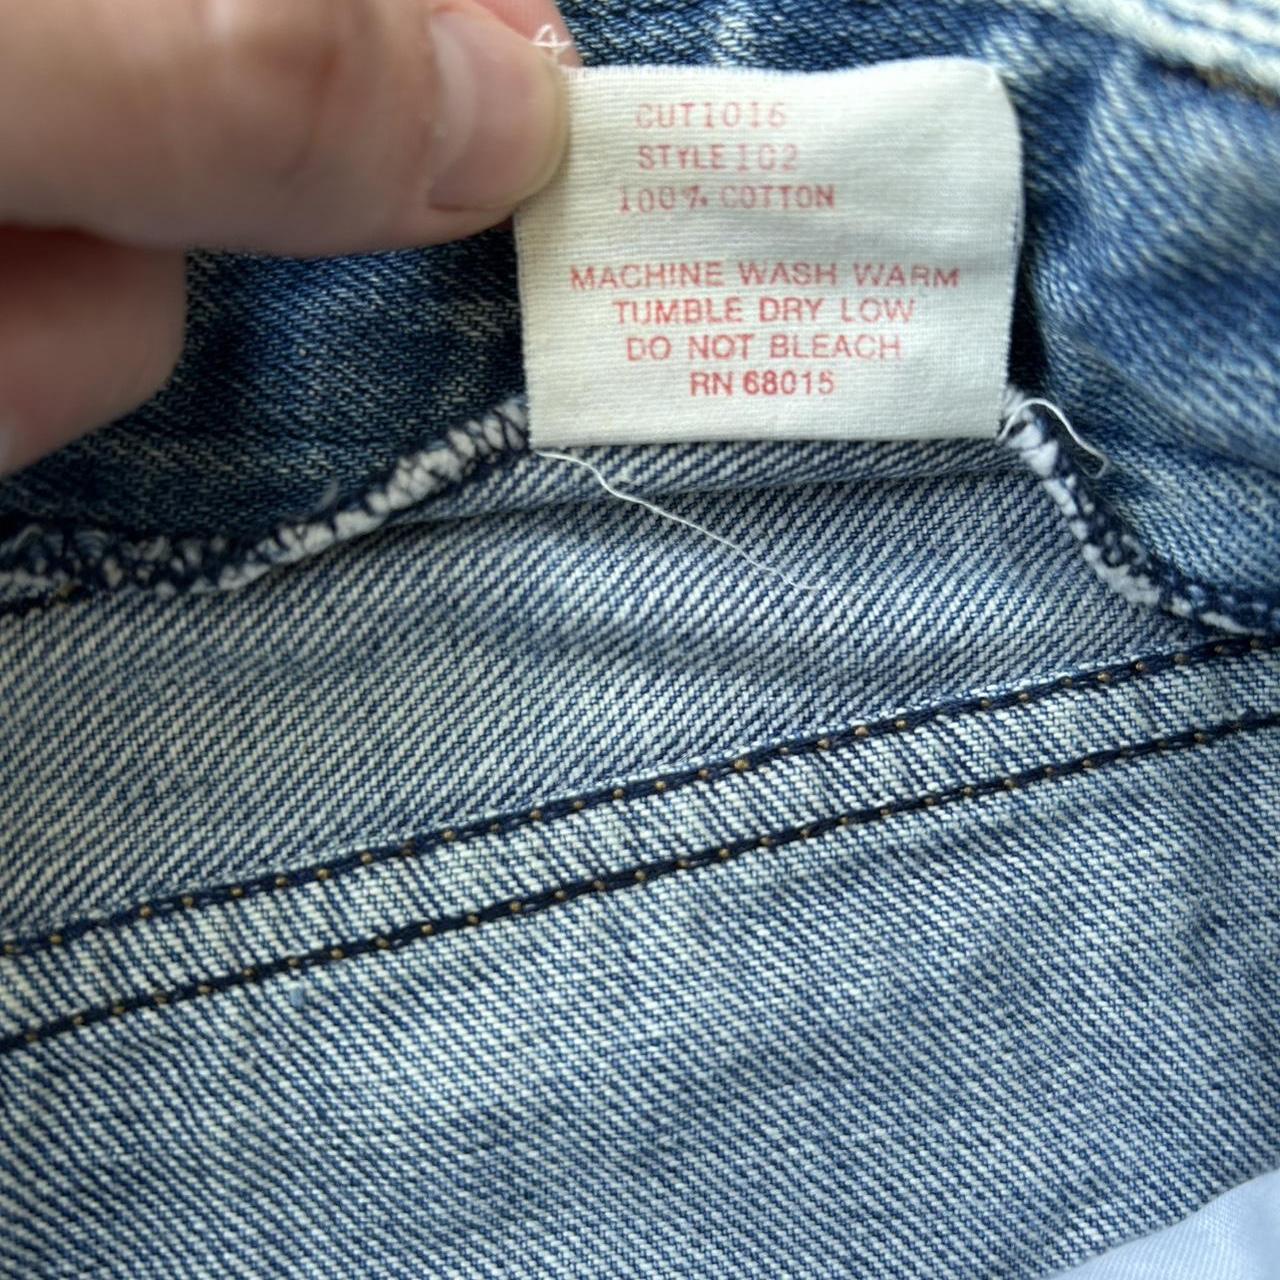 CUT1016
STYLE 102
100% COTTON
MACHINE WASH WARM
TUMBLE DRY LOW
DO NOT BLEACH
RN 68015